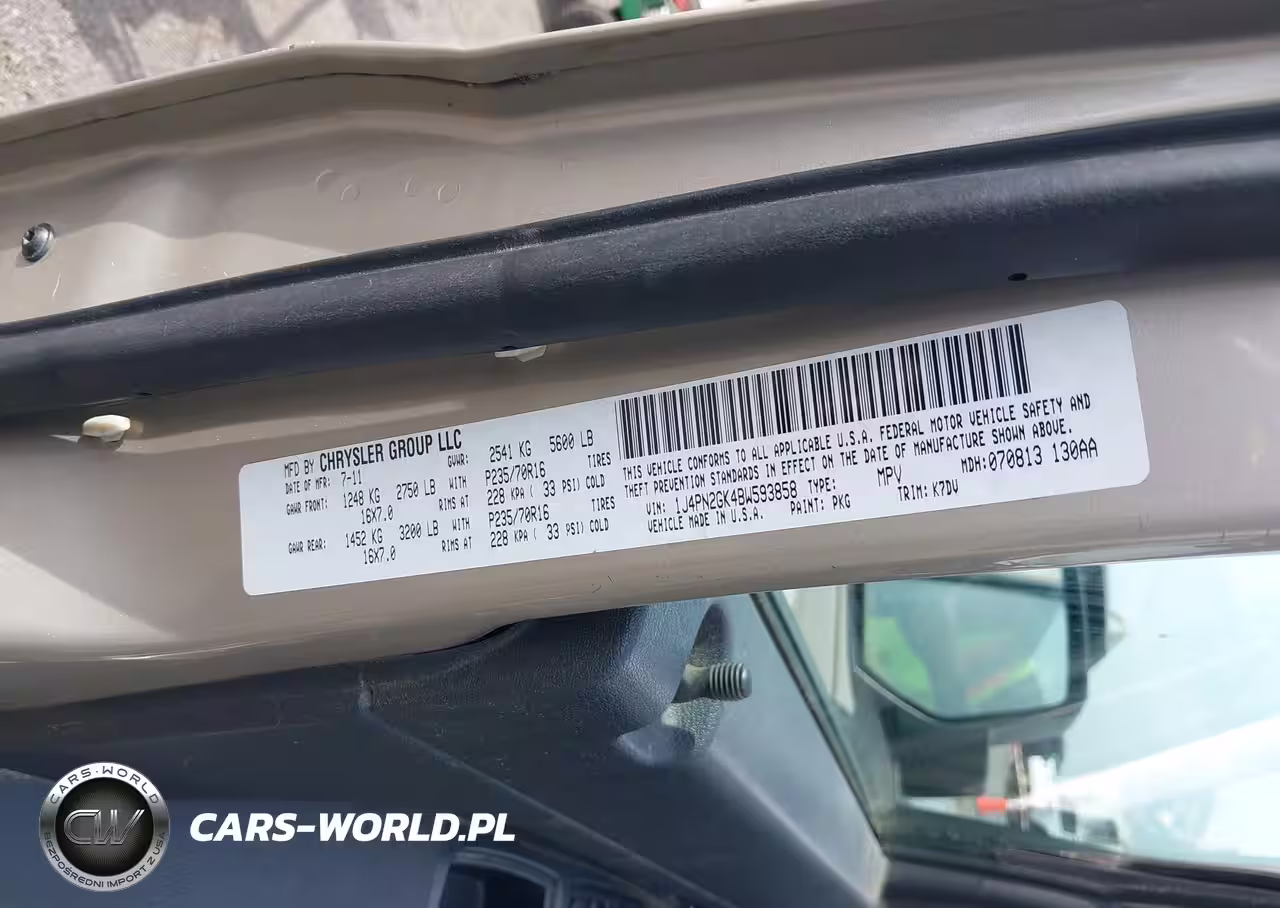 MFD BY CHRYSLER GROUP LLC
DATE OF MFR: 7-11 GVWR: 2541 KG 5600 LB
GAWR FRONT: 1248 KG 2750 LB WITH P235/70R16 TIRES
16X7.0 RIMS AT 228 KPA ( 33 PSI) COLD
GAWR REAR: 1452 KG 3200 LB WITH P235/70R16 TIRES
16X7.0 RIMS AT 228 KPA ( 33 PSI) COLD
THIS VEHICLE CONFORMS TO ALL APPLICABLE U.S.A. FEDERAL MOTOR VEHICLE SAFETY AND
THEFT PREVENTION STANDARDS IN EFFECT ON THE DATE OF MANUFACTURE SHOWN ABOVE.
VIN: 1J4PN2GK4BW593858 TYPE: MPV MDH:070813 130AA
VEHICLE MADE IN U.S.A. PAINT: PKG TRIM: K7DV
CARS-WORLD
CW
BEZPOŚREDNI IMPORT Z USA
CARS-WORLD.PL